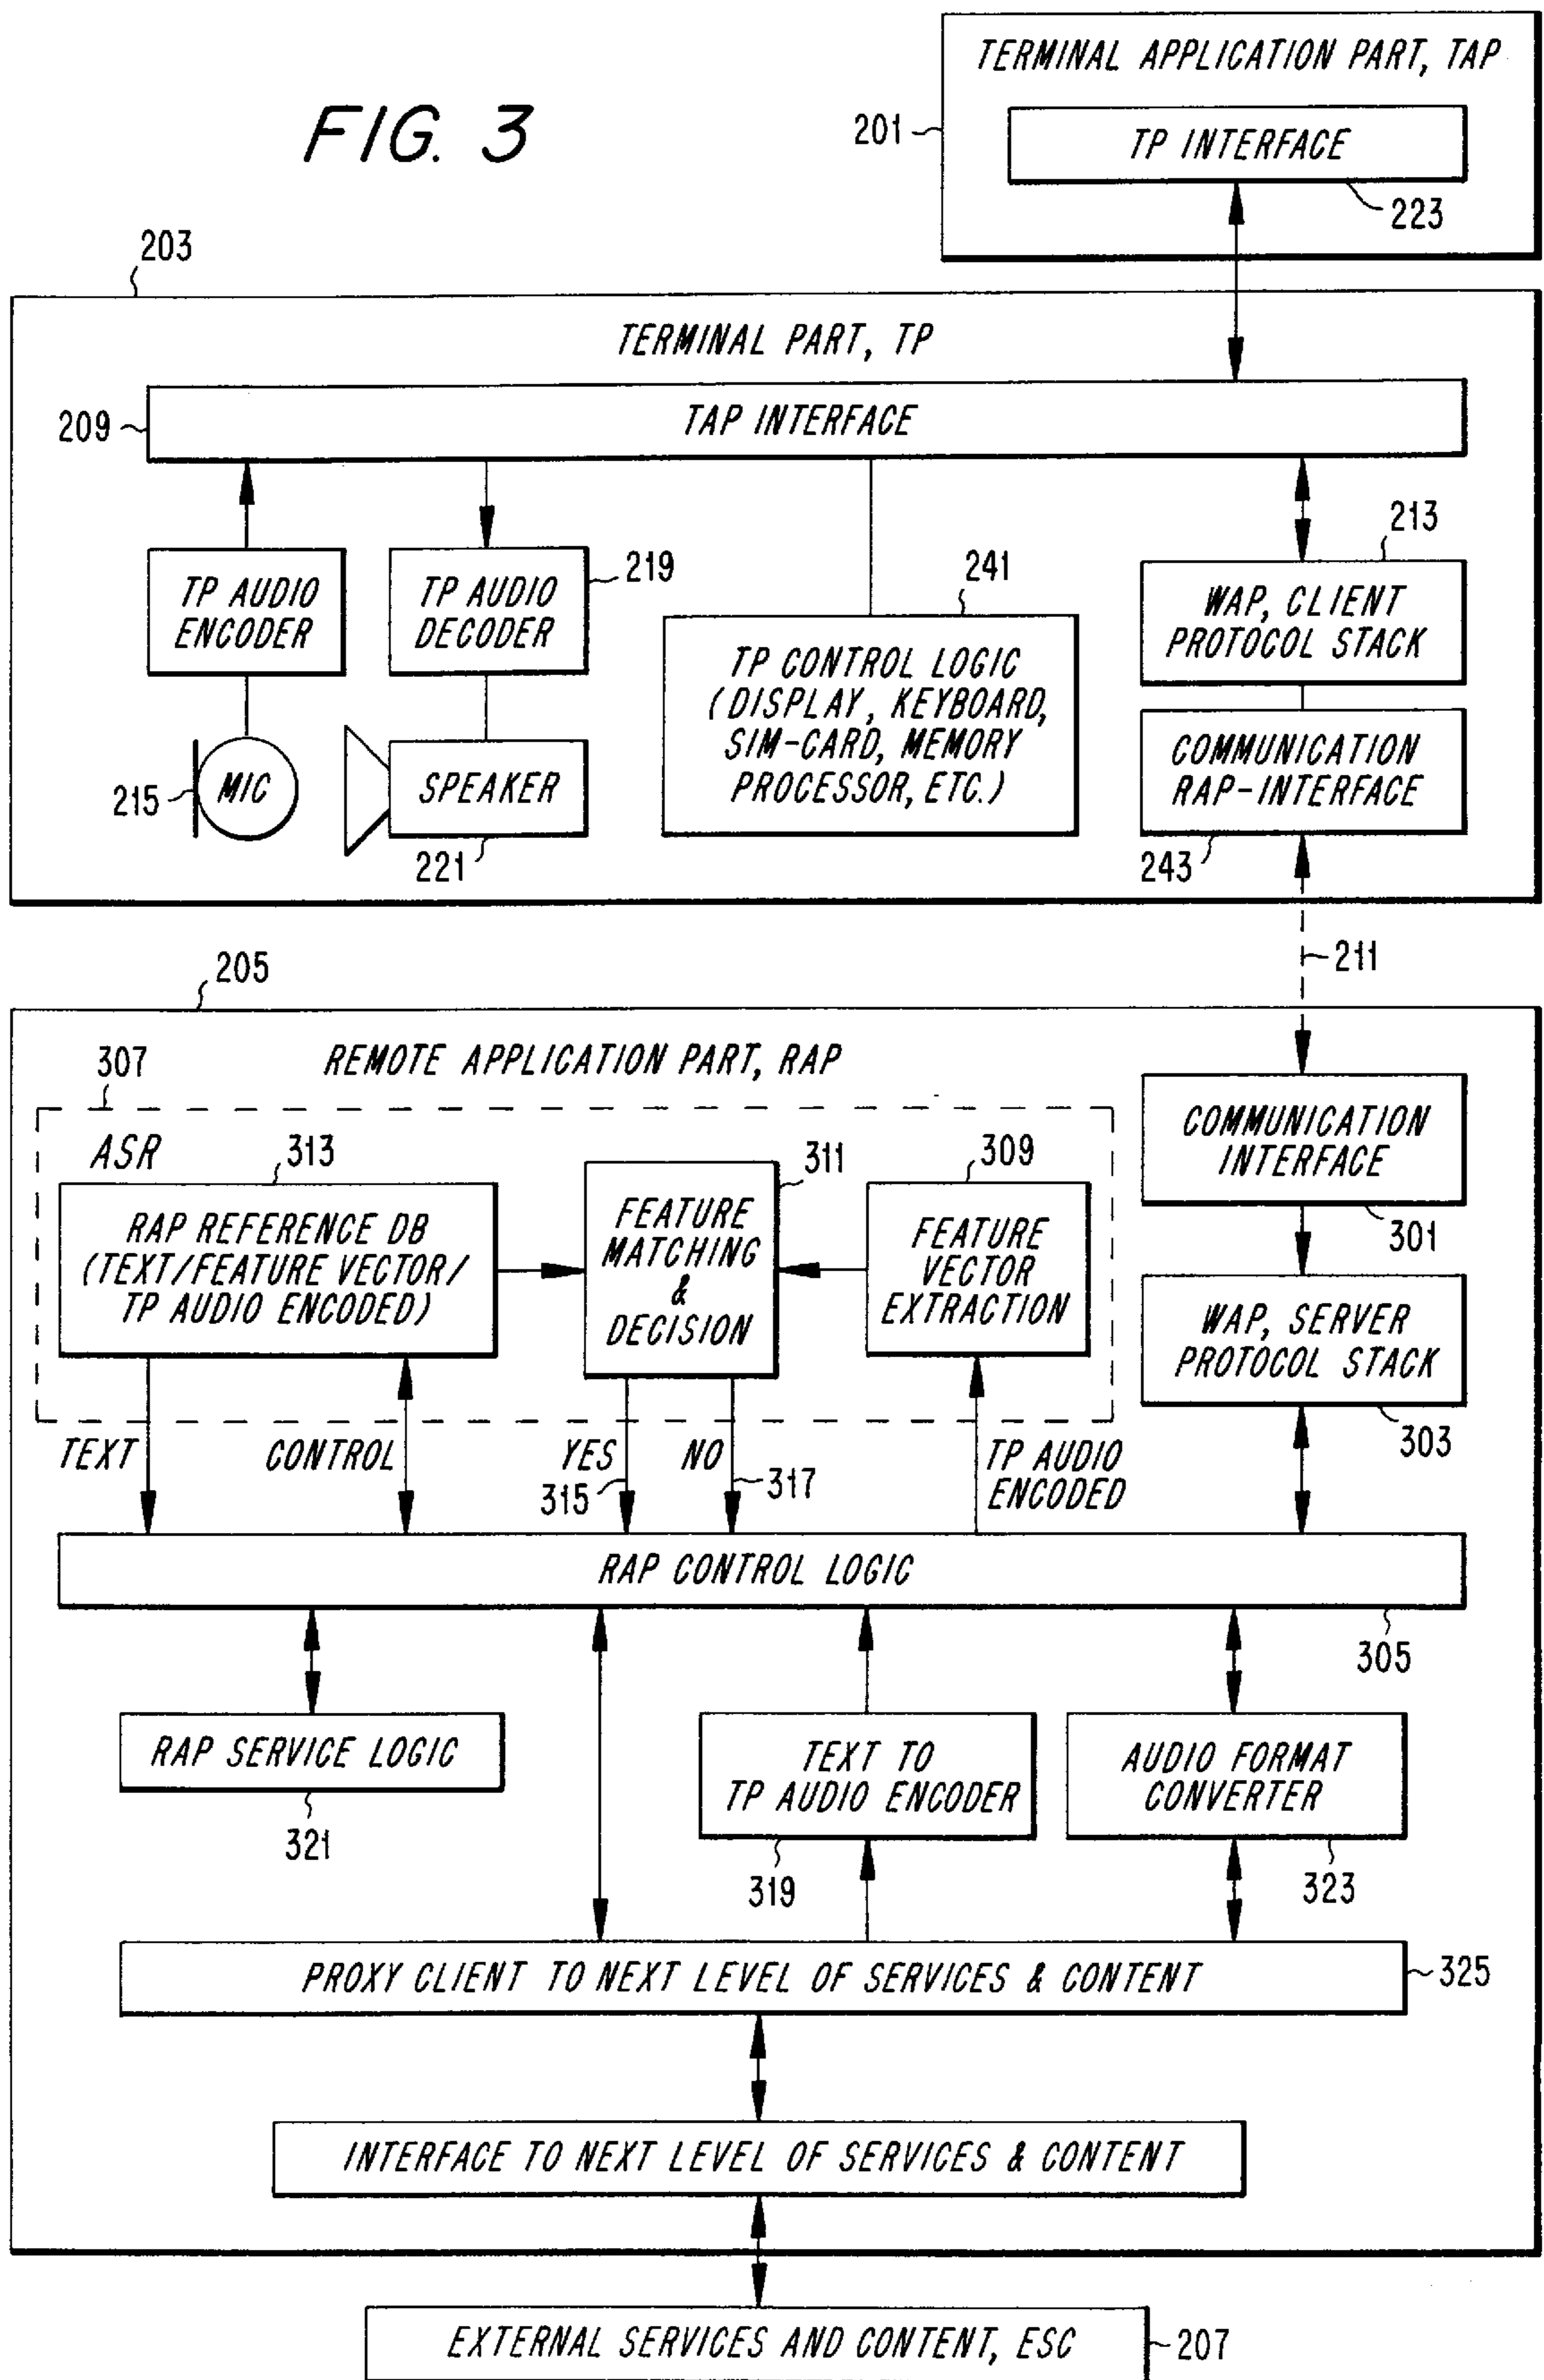 FIG. 3
TERMINAL APPLICATION PART, TAP
201
TP INTERFACE
223
203
TERMINAL PART, TP
209
TAP INTERFACE
213
TP AUDIO
ENCODER
TP AUDIO
DECODER
219
241
WAP, CLIENT
PROTOCOL STACK
TP CONTROL LOGIC
(DISPLAY, KEYBOARD,
SIM-CARD, MEMORY
PROCESSOR, ETC.)
215
MIC
SPEAKER
221
COMMUNICATION
RAP-INTERFACE
243
211
205
REMOTE APPLICATION PART, RAP
307
ASR
313
311
309
COMMUNICATION
INTERFACE
301
RAP REFERENCE DB
(TEXT/FEATURE VECTOR/
TP AUDIO ENCODED)
FEATURE
MATCHING
&
DECISION
FEATURE
VECTOR
EXTRACTION
WAP, SERVER
PROTOCOL STACK
303
TEXT
CONTROL
YES
315
NO
317
TP AUDIO
ENCODED
RAP CONTROL LOGIC
305
RAP SERVICE LOGIC
321
TEXT TO
TP AUDIO ENCODER
319
AUDIO FORMAT
CONVERTER
323
PROXY CLIENT TO NEXT LEVEL OF SERVICES & CONTENT
325
INTERFACE TO NEXT LEVEL OF SERVICES & CONTENT
EXTERNAL SERVICES AND CONTENT, ESC
207